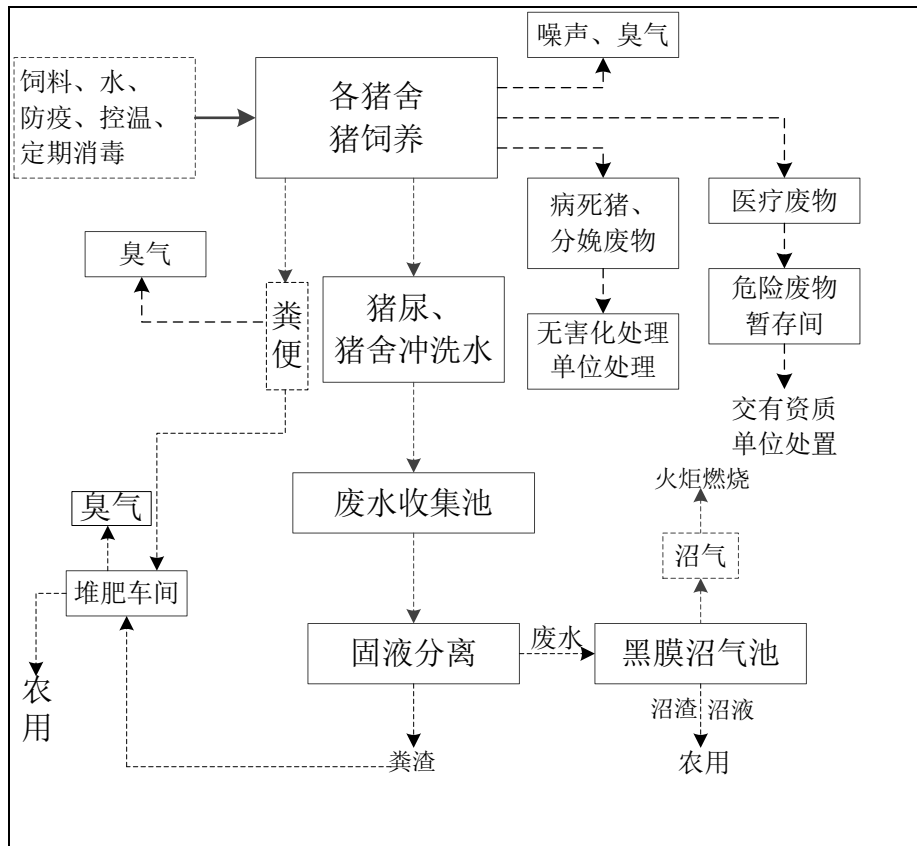 噪声、臭气
饲料、水、
防疫、控温、
定期消毒
各猪舍
猪饲养
病死猪、
分娩废物
医疗废物
臭气
粪
便
猪尿、
猪舍冲洗水
危险废物
暂存间
无害化处理
单位处理
交有资质
单位处置
火炬燃烧
臭气
废水收集池
沼气
堆肥车间
固液分离
废水
黑膜沼气池
农
用
沼渣
沼液
粪渣
农用